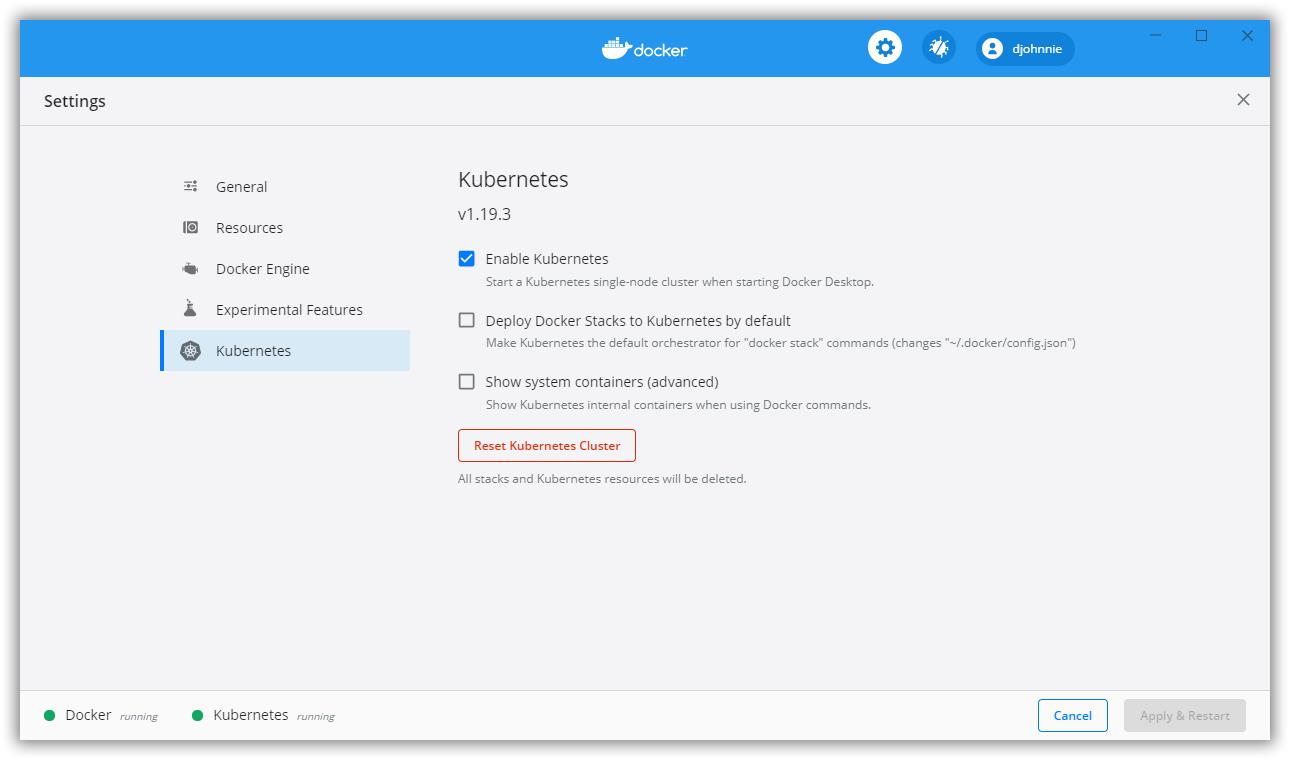 docker
djohnnie
Settings
General
Resources
Docker Engine
Experimental Features
Kubernetes
Kubernetes
v1.19.3
Enable Kubernetes
Start a Kubernetes single-node cluster when starting Docker Desktop.
Deploy Docker Stacks to Kubernetes by default
Make Kubernetes the default orchestrator for "docker stack" commands (changes "~/.docker/config.json")
Show system containers (advanced)
Show Kubernetes internal containers when using Docker commands.
Reset Kubernetes Cluster
All stacks and Kubernetes resources will be deleted.
Docker running
Kubernetes running
Cancel
Apply & Restart